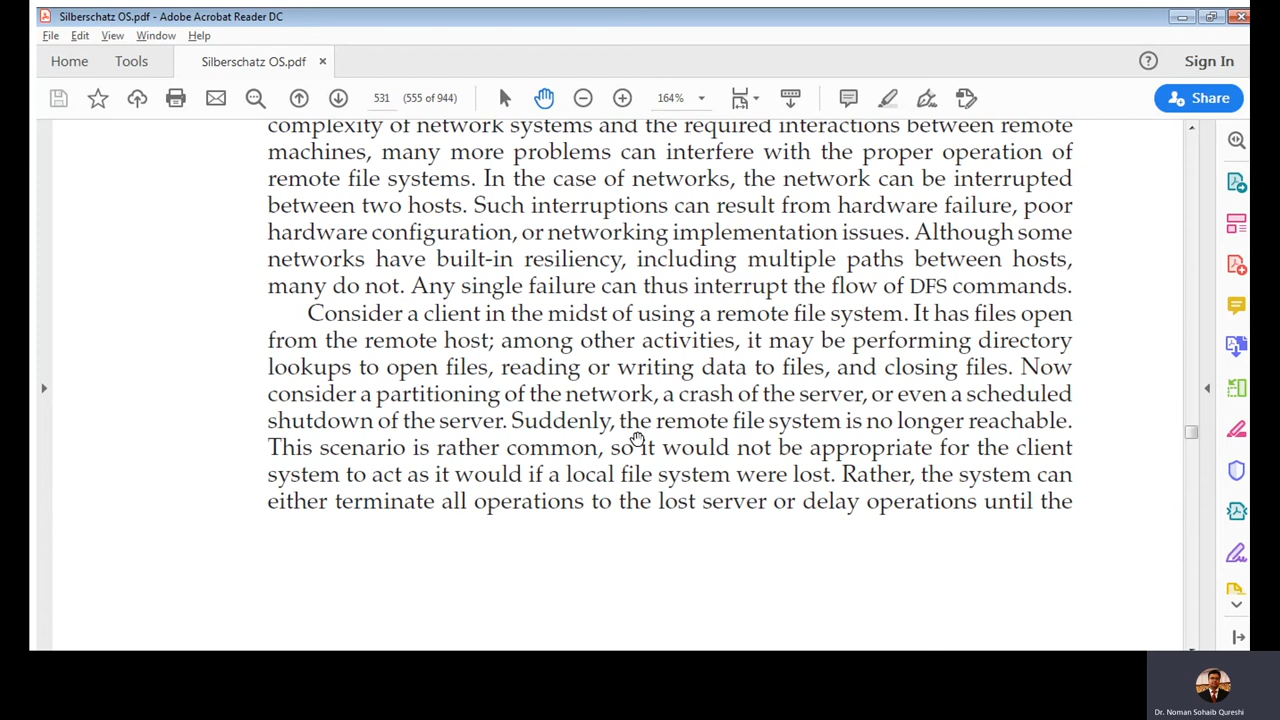 Silberschatz OS.pdf - Adobe Acrobat Reader DC
File Edit View Window Help
Home Tools Silberschatz OS.pdf × Sign In
531 (555 of 944) 164% Share
complexity of network systems and the required interactions between remote
machines, many more problems can interfere with the proper operation of
remote file systems. In the case of networks, the network can be interrupted
between two hosts. Such interruptions can result from hardware failure, poor
hardware configuration, or networking implementation issues. Although some
networks have built-in resiliency, including multiple paths between hosts,
many do not. Any single failure can thus interrupt the flow of DFS commands.
Consider a client in the midst of using a remote file system. It has files open
from the remote host; among other activities, it may be performing directory
lookups to open files, reading or writing data to files, and closing files. Now
consider a partitioning of the network, a crash of the server, or even a scheduled
shutdown of the server. Suddenly, the remote file system is no longer reachable.
This scenario is rather common, so it would not be appropriate for the client
system to act as it would if a local file system were lost. Rather, the system can
either terminate all operations to the lost server or delay operations until the
Dr. Noman Sohaib Qureshi